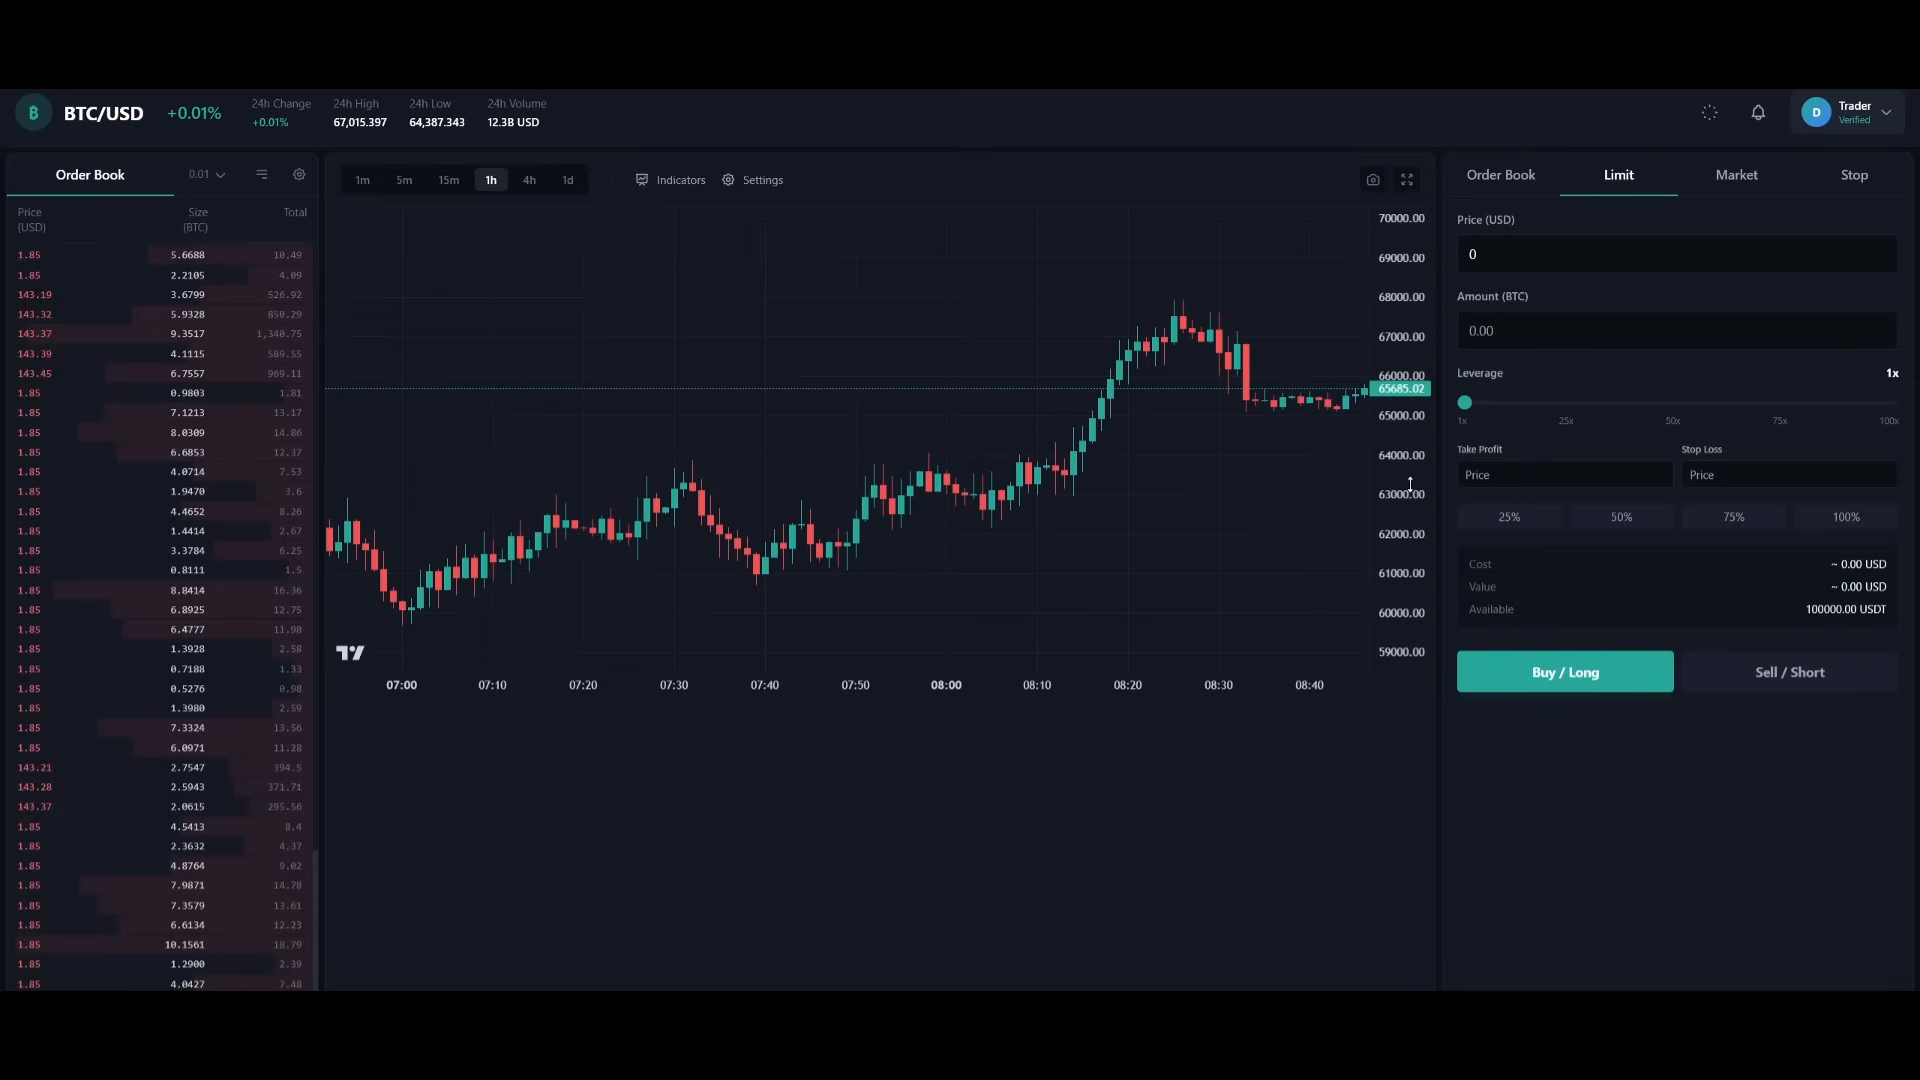 BTC/USD +0.01%
24h Change 24h High 24h Low 24h Volume
+0.01% 67,015.397 64,387.343 12.3B USD
D Trader
Verified
Order Book 0.01
Price (USD) Size (BTC) Total
1.85 5.6688 10.49
1.85 2.2105 4.09
143.19 3.6799 526.92
143.32 5.9328 850.29
143.37 9.3517 1,340.75
143.39 4.1115 589.55
143.45 6.7557 969.11
1.85 0.9803 1.81
1.85 7.1213 13.17
1.85 8.0309 14.86
1.85 6.6853 12.37
1.85 4.0714 7.53
1.85 1.9470 3.6
1.85 4.4652 8.26
1.85 1.4414 2.67
1.85 3.3784 6.25
1.85 0.8111 1.5
1.85 8.8414 16.36
1.85 6.8925 12.75
1.85 6.4777 11.98
1.85 1.3928 2.58
1.85 0.7188 1.33
1.85 0.5276 0.98
1.85 1.3980 2.59
1.85 7.3324 13.56
1.85 6.0971 11.28
143.21 2.7547 394.5
143.28 2.5943 371.71
143.37 2.0615 295.56
1.85 4.5413 8.4
1.85 2.3632 4.37
1.85 4.8764 9.02
1.85 7.9871 14.78
1.85 7.3579 13.61
1.85 6.6134 12.23
1.85 10.1561 18.79
1.85 1.2900 2.39
1.85 4.0427 7.48
1m 5m 15m 1h 4h 1d Indicators Settings
70000.00
69000.00
68000.00
67000.00
66000.00
65685.02
65000.00
64000.00
63000.00
62000.00
61000.00
60000.00
59000.00
07:00 07:10 07:20 07:30 07:40 07:50 08:00 08:10 08:20 08:30 08:40
Order Book Limit Market Stop
Price (USD)
0
Amount (BTC)
0.00
Leverage 1x
1x 25x 50x 75x 100x
Take Profit Stop Loss
Price Price
25% 50% 75% 100%
Cost ~ 0.00 USD
Value ~ 0.00 USD
Available 100000.00 USDT
Buy / Long Sell / Short